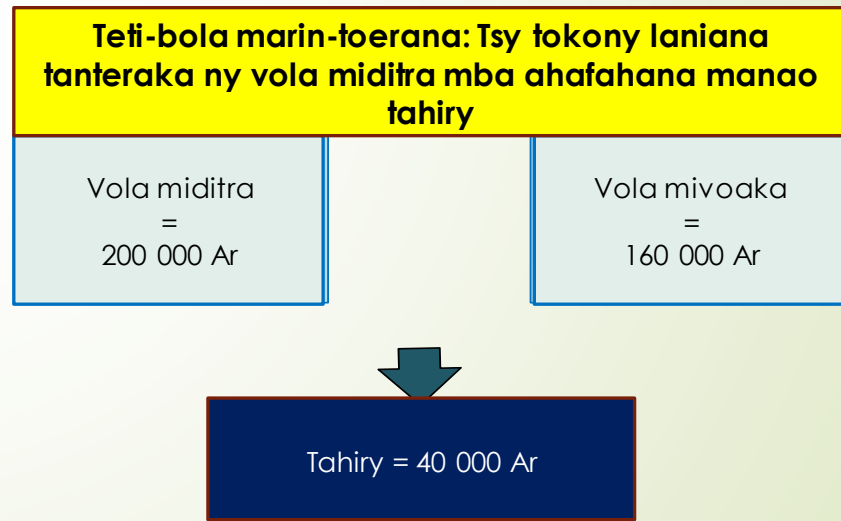 Teti-bola marin-toerana: Tsy tokony laniana
tanteraka ny vola miditra mba ahafahana manao
tahiry
Vola miditra
=
200 000 Ar
Vola mivoaka
=
160 000 Ar
Tahiry = 40 000 Ar